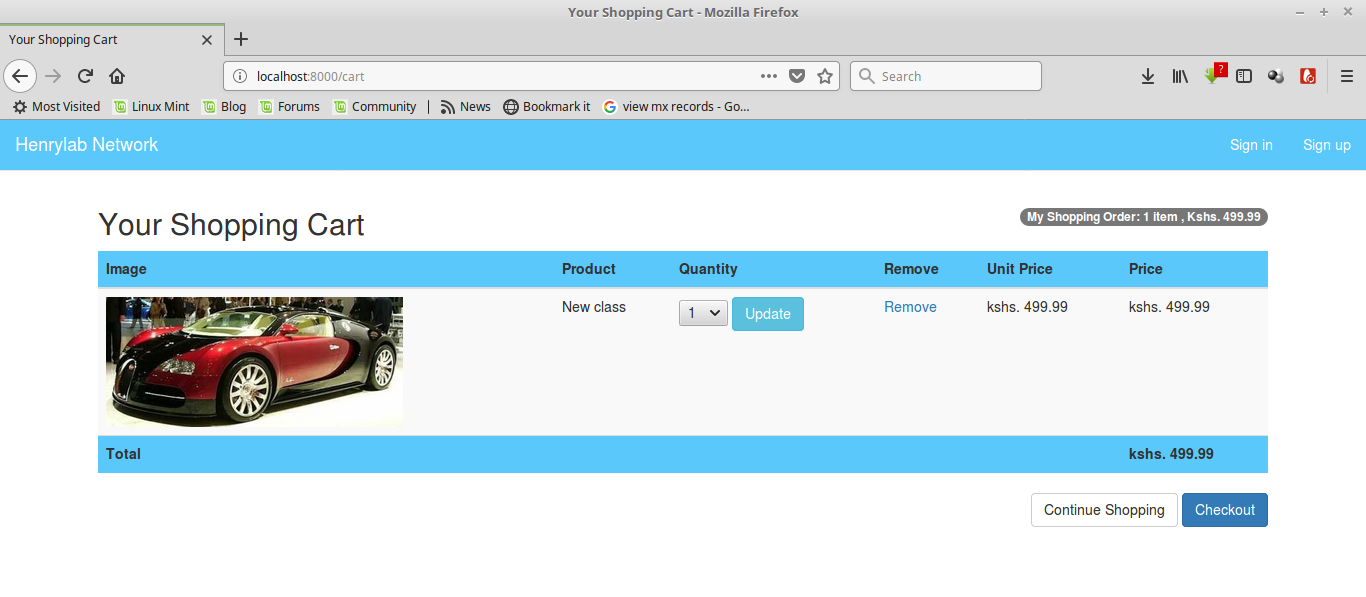 Your Shopping Cart - Mozilla Firefox
Your Shopping Cart
localhost:8000/cart
Search
?
Most Visited Linux Mint Blog Forums Community | News Bookmark it view mx records - Go...
Henrylab Network Sign in Sign up
Your Shopping Cart
My Shopping Order: 1 item , Kshs. 499.99
Image Product Quantity Remove Unit Price Price
New class 1 Update Remove kshs. 499.99 kshs. 499.99
Total kshs. 499.99
Continue Shopping Checkout